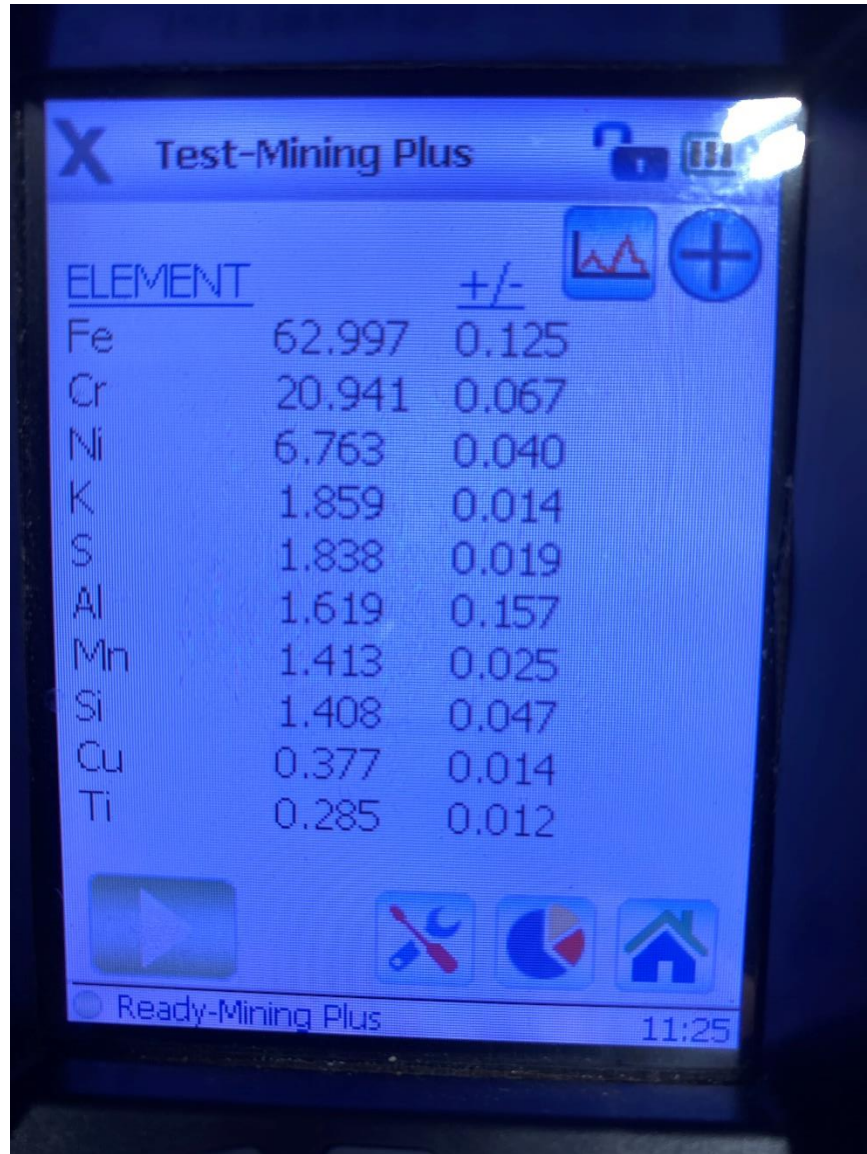 X Test-Mining Plus
ELEMENT +/-
Fe 62.997 0.125
Cr 20.941 0.067
Ni 6.763 0.040
K 1.859 0.014
S 1.838 0.019
Al 1.619 0.157
Mn 1.413 0.025
Si 1.408 0.047
Cu 0.377 0.014
Ti 0.285 0.012
Ready-Mining Plus 11:25